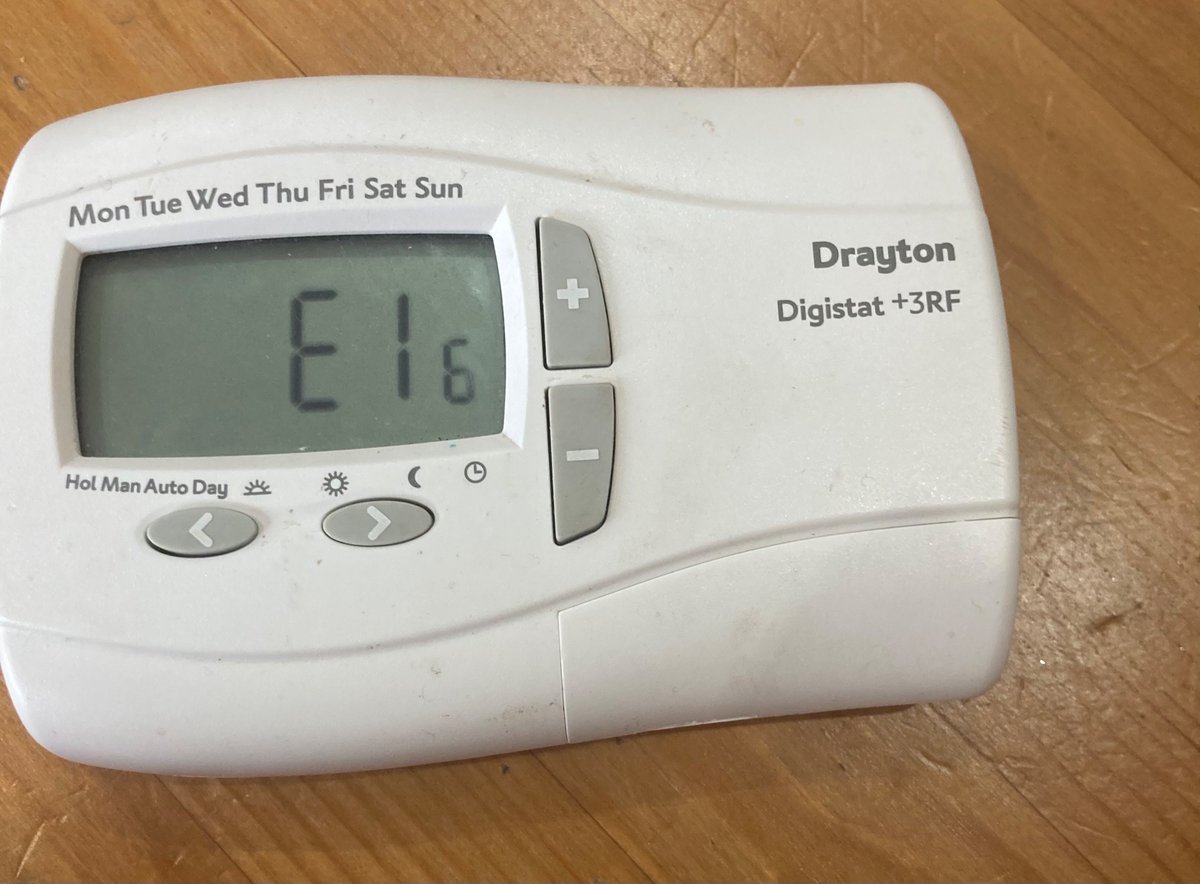 Mon Tue Wed Thu Fri Sat Sun
E16
Drayton
Digistat +3RF
Hol Man Auto Day